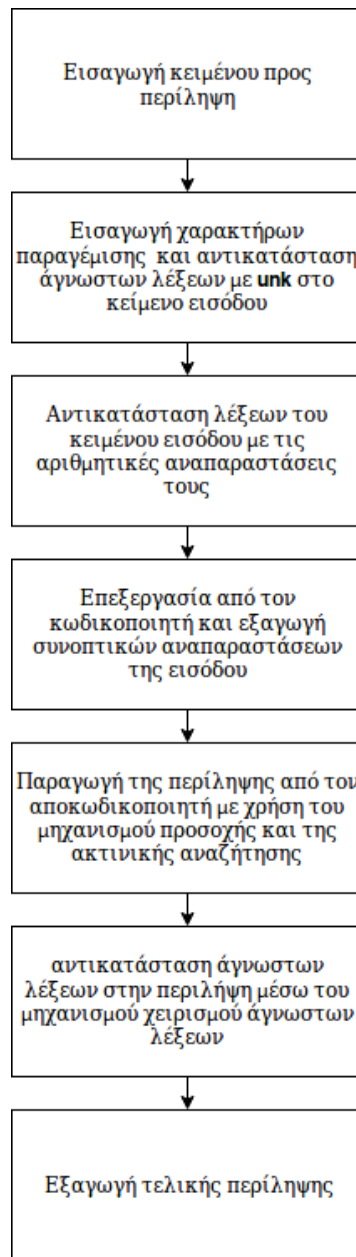 Εισαγωγή κειμένου προς
περίληψη
Εισαγωγή χαρακτήρων
παραγέμισης και αντικατάσταση
άγνωστων λέξεων με unk στο
κείμενο εισόδου
Αντικατάσταση λέξεων του
κειμένου εισόδου με τις
αριθμητικές αναπαραστάσεις
τους
Επεξεργασία από τον
κωδικοποιητή και εξαγωγή
συνοπτικών αναπαραστάσεων
της εισόδου
Παραγωγή της περίληψης από τον
αποκωδικοποιητή με χρήση του
μηχανισμού προσοχής και της
ακτινικής αναζήτησης
αντικατάσταση άγνωστων
λέξεων στην περιλήψη μέσω του
μηχανισμού χειρισμού άγνωστων
λέξεων
Εξαγωγή τελικής περίληψης